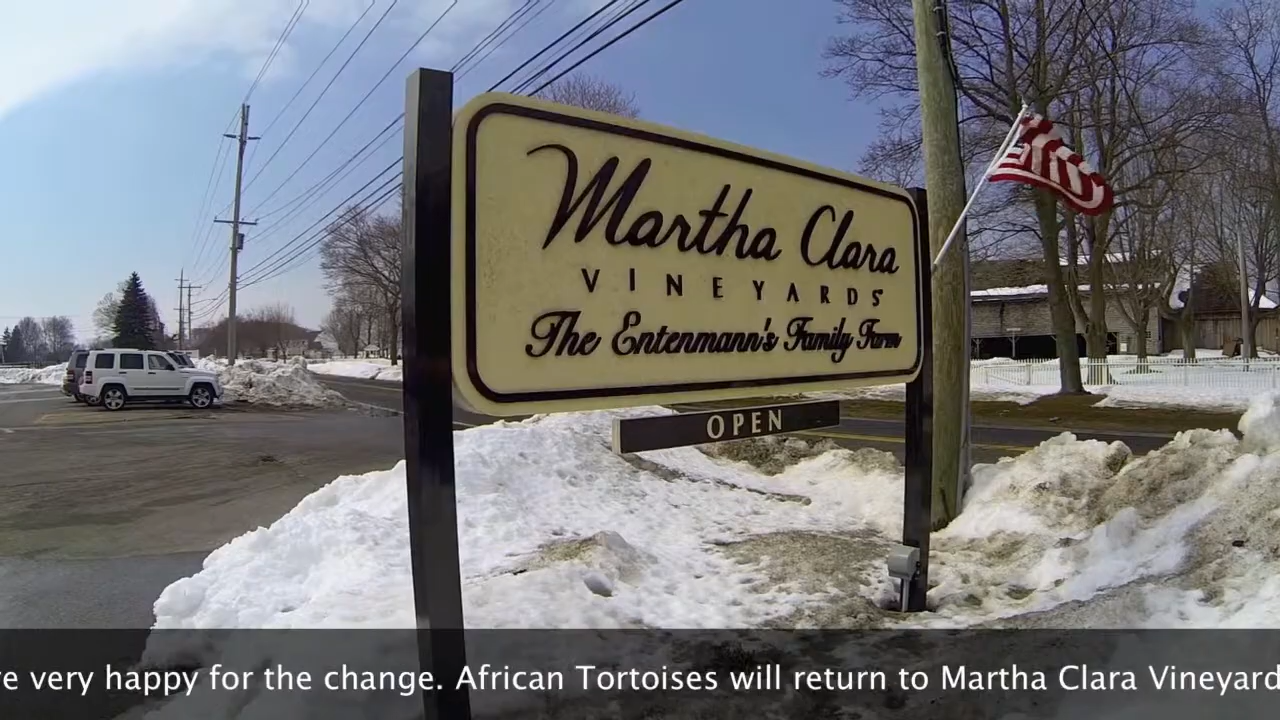 Martha Clara
VINEYARDS
The Entenmann's Family Farm
OPEN
very happy for the change. African Tortoises will return to Martha Clara Vineyard